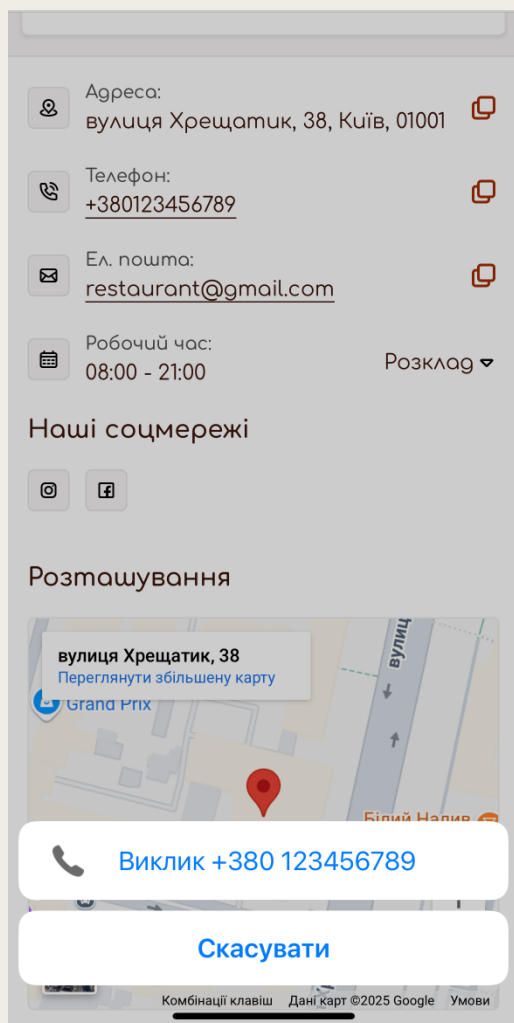 Адреса:
вулиця Хрещатик, 38, Київ, 01001
Телефон:
+380123456789
Ел. пошта:
restaurant@gmail.com
Робочий час:
08:00 - 21:00
Розклад
Наші соцмережі
Розташування
вулиця Хрещатик, 38
Переглянути збільшену карту
Grand Prix
вулиц
Білий Налив
Виклик +380 123456789
Скасувати
Комбінації клавіш Дані карт ©2025 Google Умови